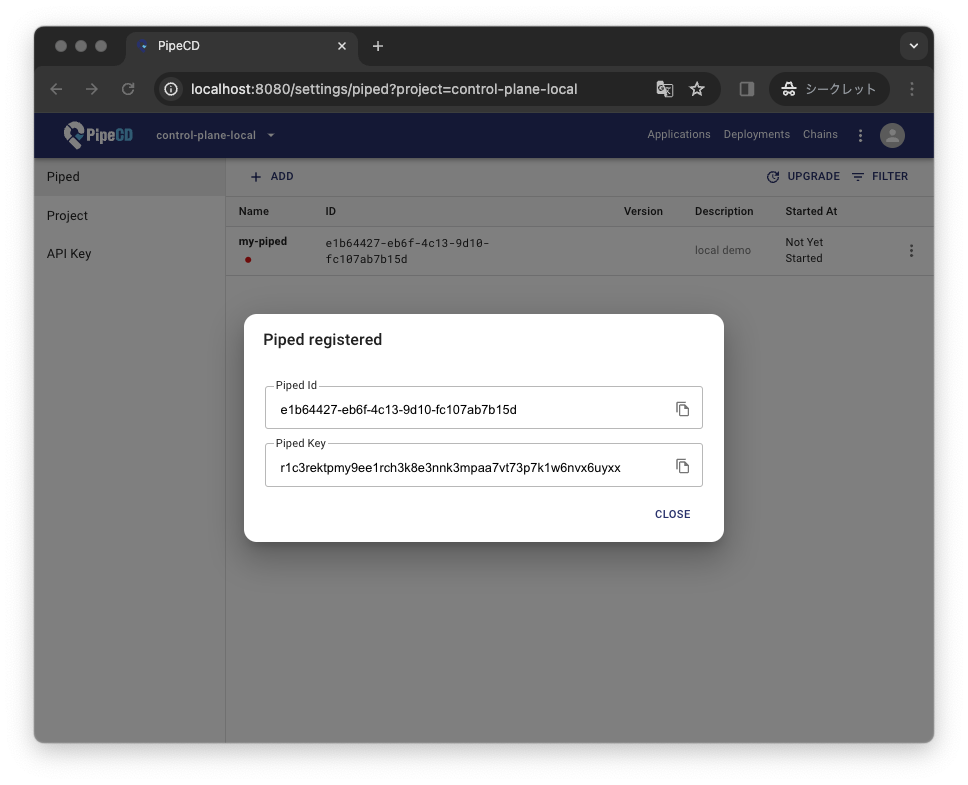 PipeCD
localhost:8080/settings/piped?project=control-plane-local
シークレット
PipeCD
control-plane-local
Applications Deployments Chains
Piped
Project
API Key
ADD
UPGRADE FILTER
Name ID Version Description Started At
my-piped
e1b64427-eb6f-4c13-9d10-
fc107ab7b15d
local demo
Not Yet
Started
Piped registered
Piped Id
e1b64427-eb6f-4c13-9d10-fc107ab7b15d
Piped Key
r1c3rektpmy9ee1rch3k8e3nnk3mpaa7vt73p7k1w6nvx6uyxx
CLOSE